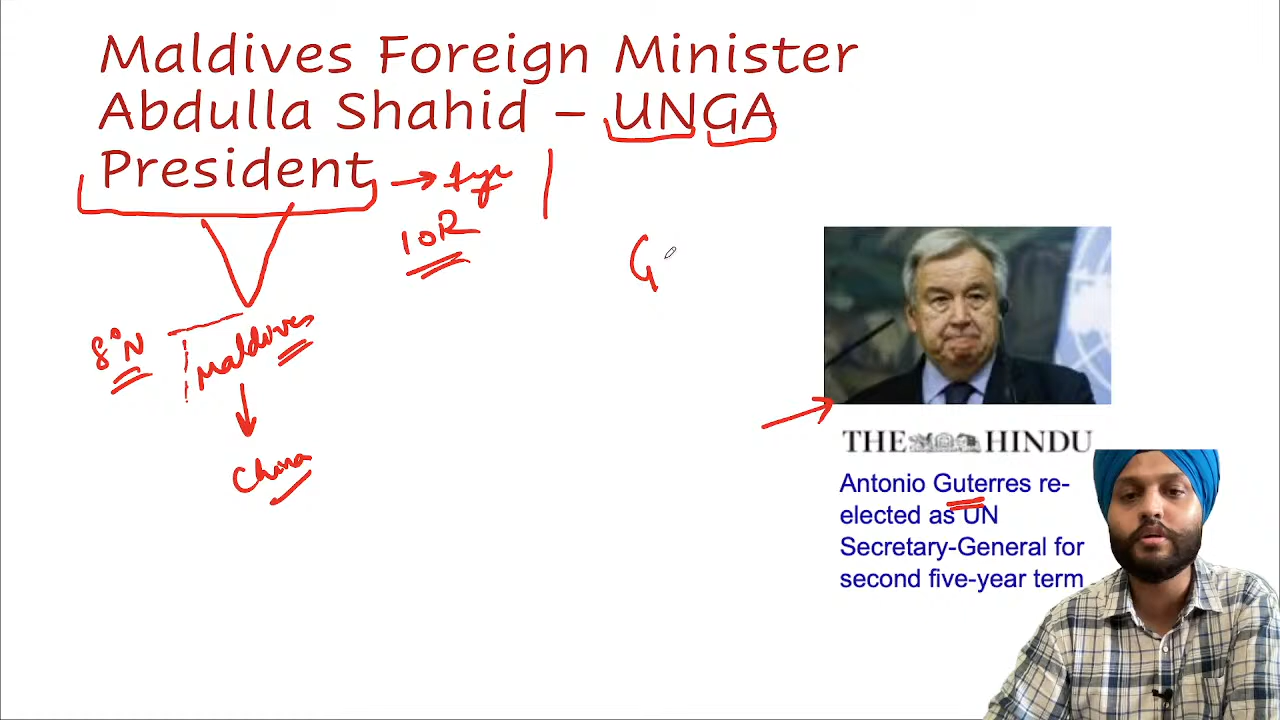 Maldives Foreign Minister
Abdulla Shahid – UNGA
President
→ 1yr
IOR
8°N
Maldives
China
G
THE HINDU
Antonio Guterres re-
elected as UN
Secretary-General for
second five-year term